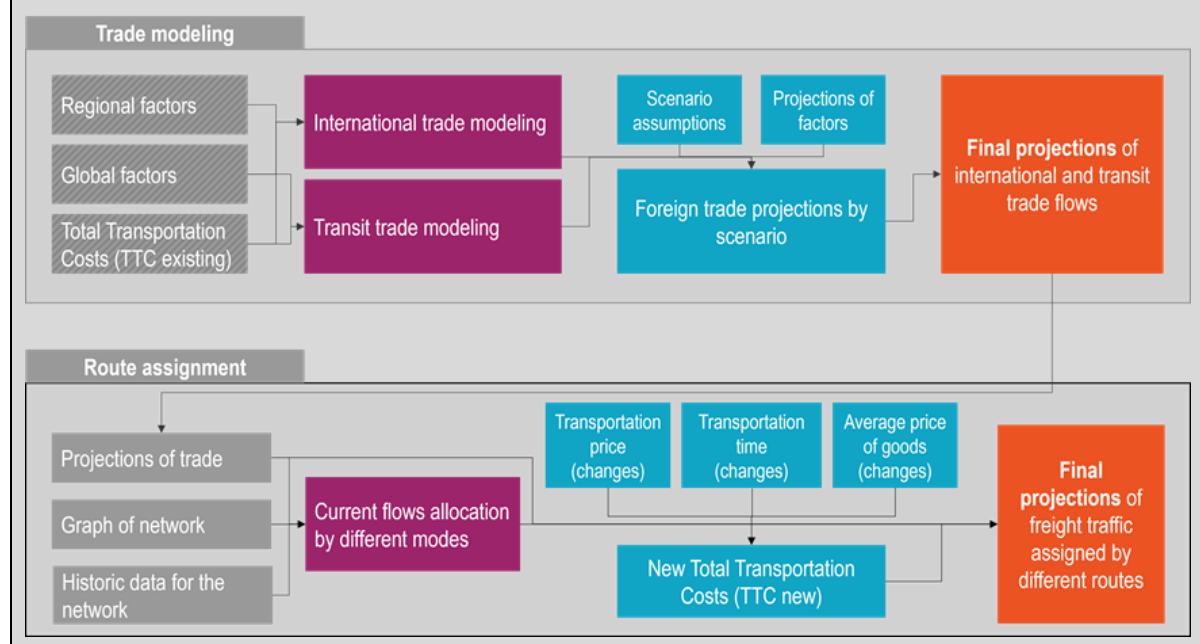 Trade modeling
Regional factors
Global factors
Total Transportation
Costs (TTC existing)
International trade modeling
Transit trade modeling
Scenario
assumptions
Projections of
factors
Foreign trade projections by
scenario
Final projections of
international and transit
trade flows
Route assignment
Projections of trade
Graph of network
Historic data for the
network
Current flows allocation
by different modes
Transportation
price
(changes)
Transportation
time
(changes)
Average price
of goods
(changes)
New Total Transportation
Costs (TTC new)
Final
projections of
freight traffic
assigned by
different routes